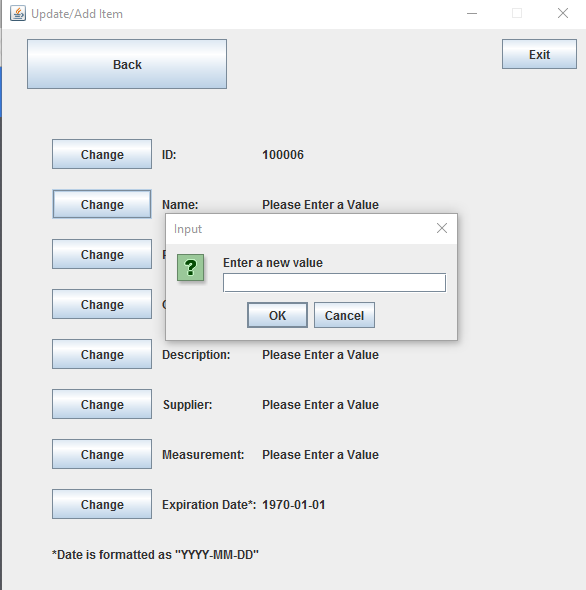 Update/Add Item
Back
Exit
Change ID: 100006
Change Name: Please Enter a Value
Input
Enter a new value
?
OK Cancel
Change
Change
Change Description: Please Enter a Value
Change Supplier: Please Enter a Value
Change Measurement: Please Enter a Value
Change Expiration Date*: 1970-01-01
*Date is formatted as "YYYY-MM-DD"